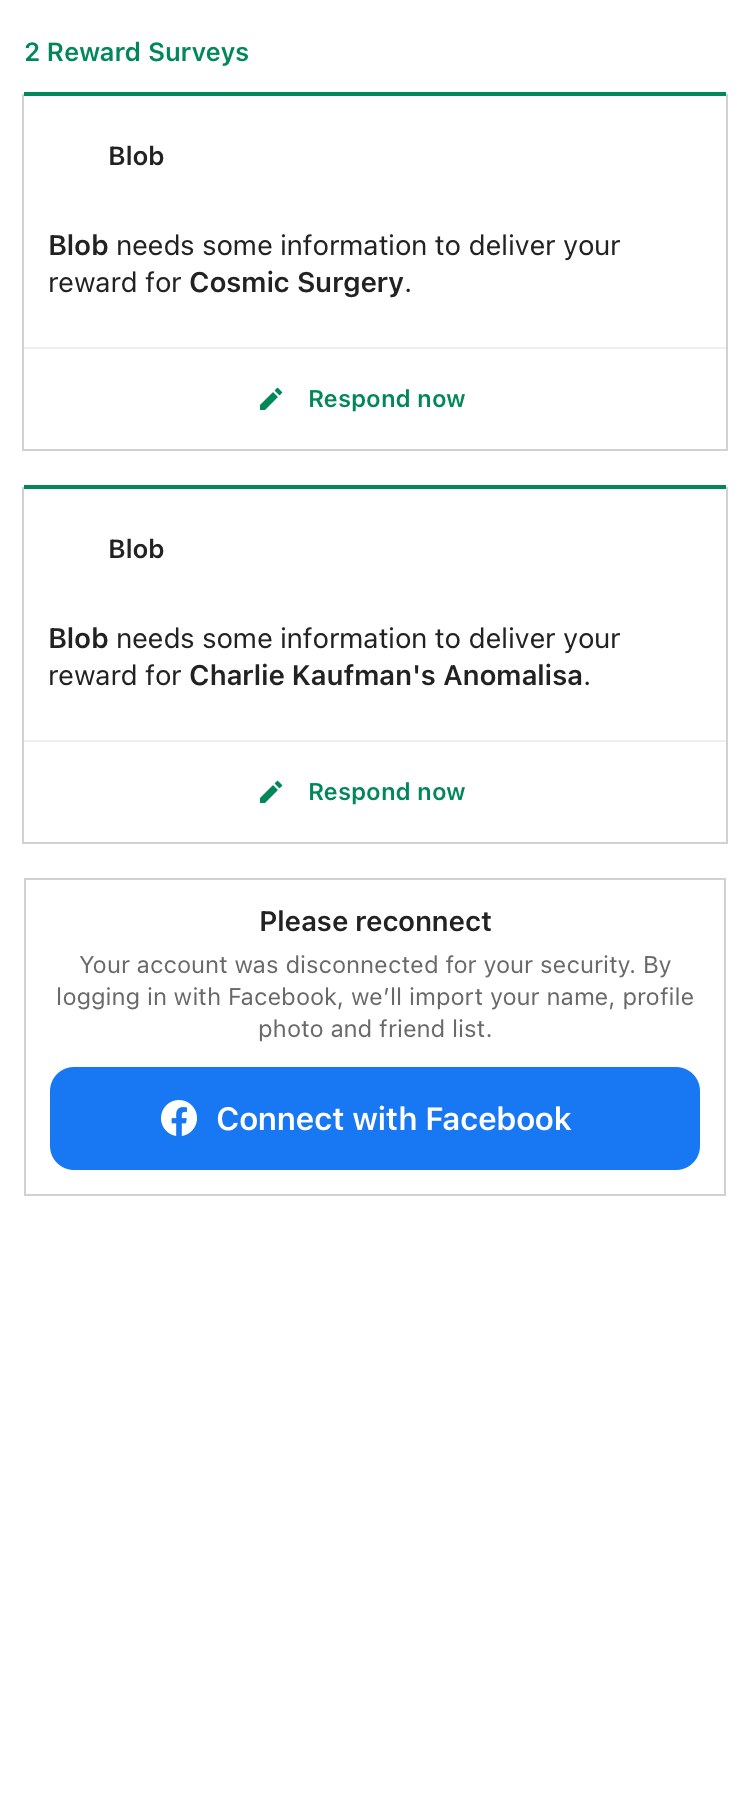 2 Reward Surveys
Blob
Blob needs some information to deliver your
reward for Cosmic Surgery.
Respond now
Blob
Blob needs some information to deliver your
reward for Charlie Kaufman's Anomalisa.
Respond now
Please reconnect
Your account was disconnected for your security. By
logging in with Facebook, we’ll import your name, profile
photo and friend list.
Connect with Facebook